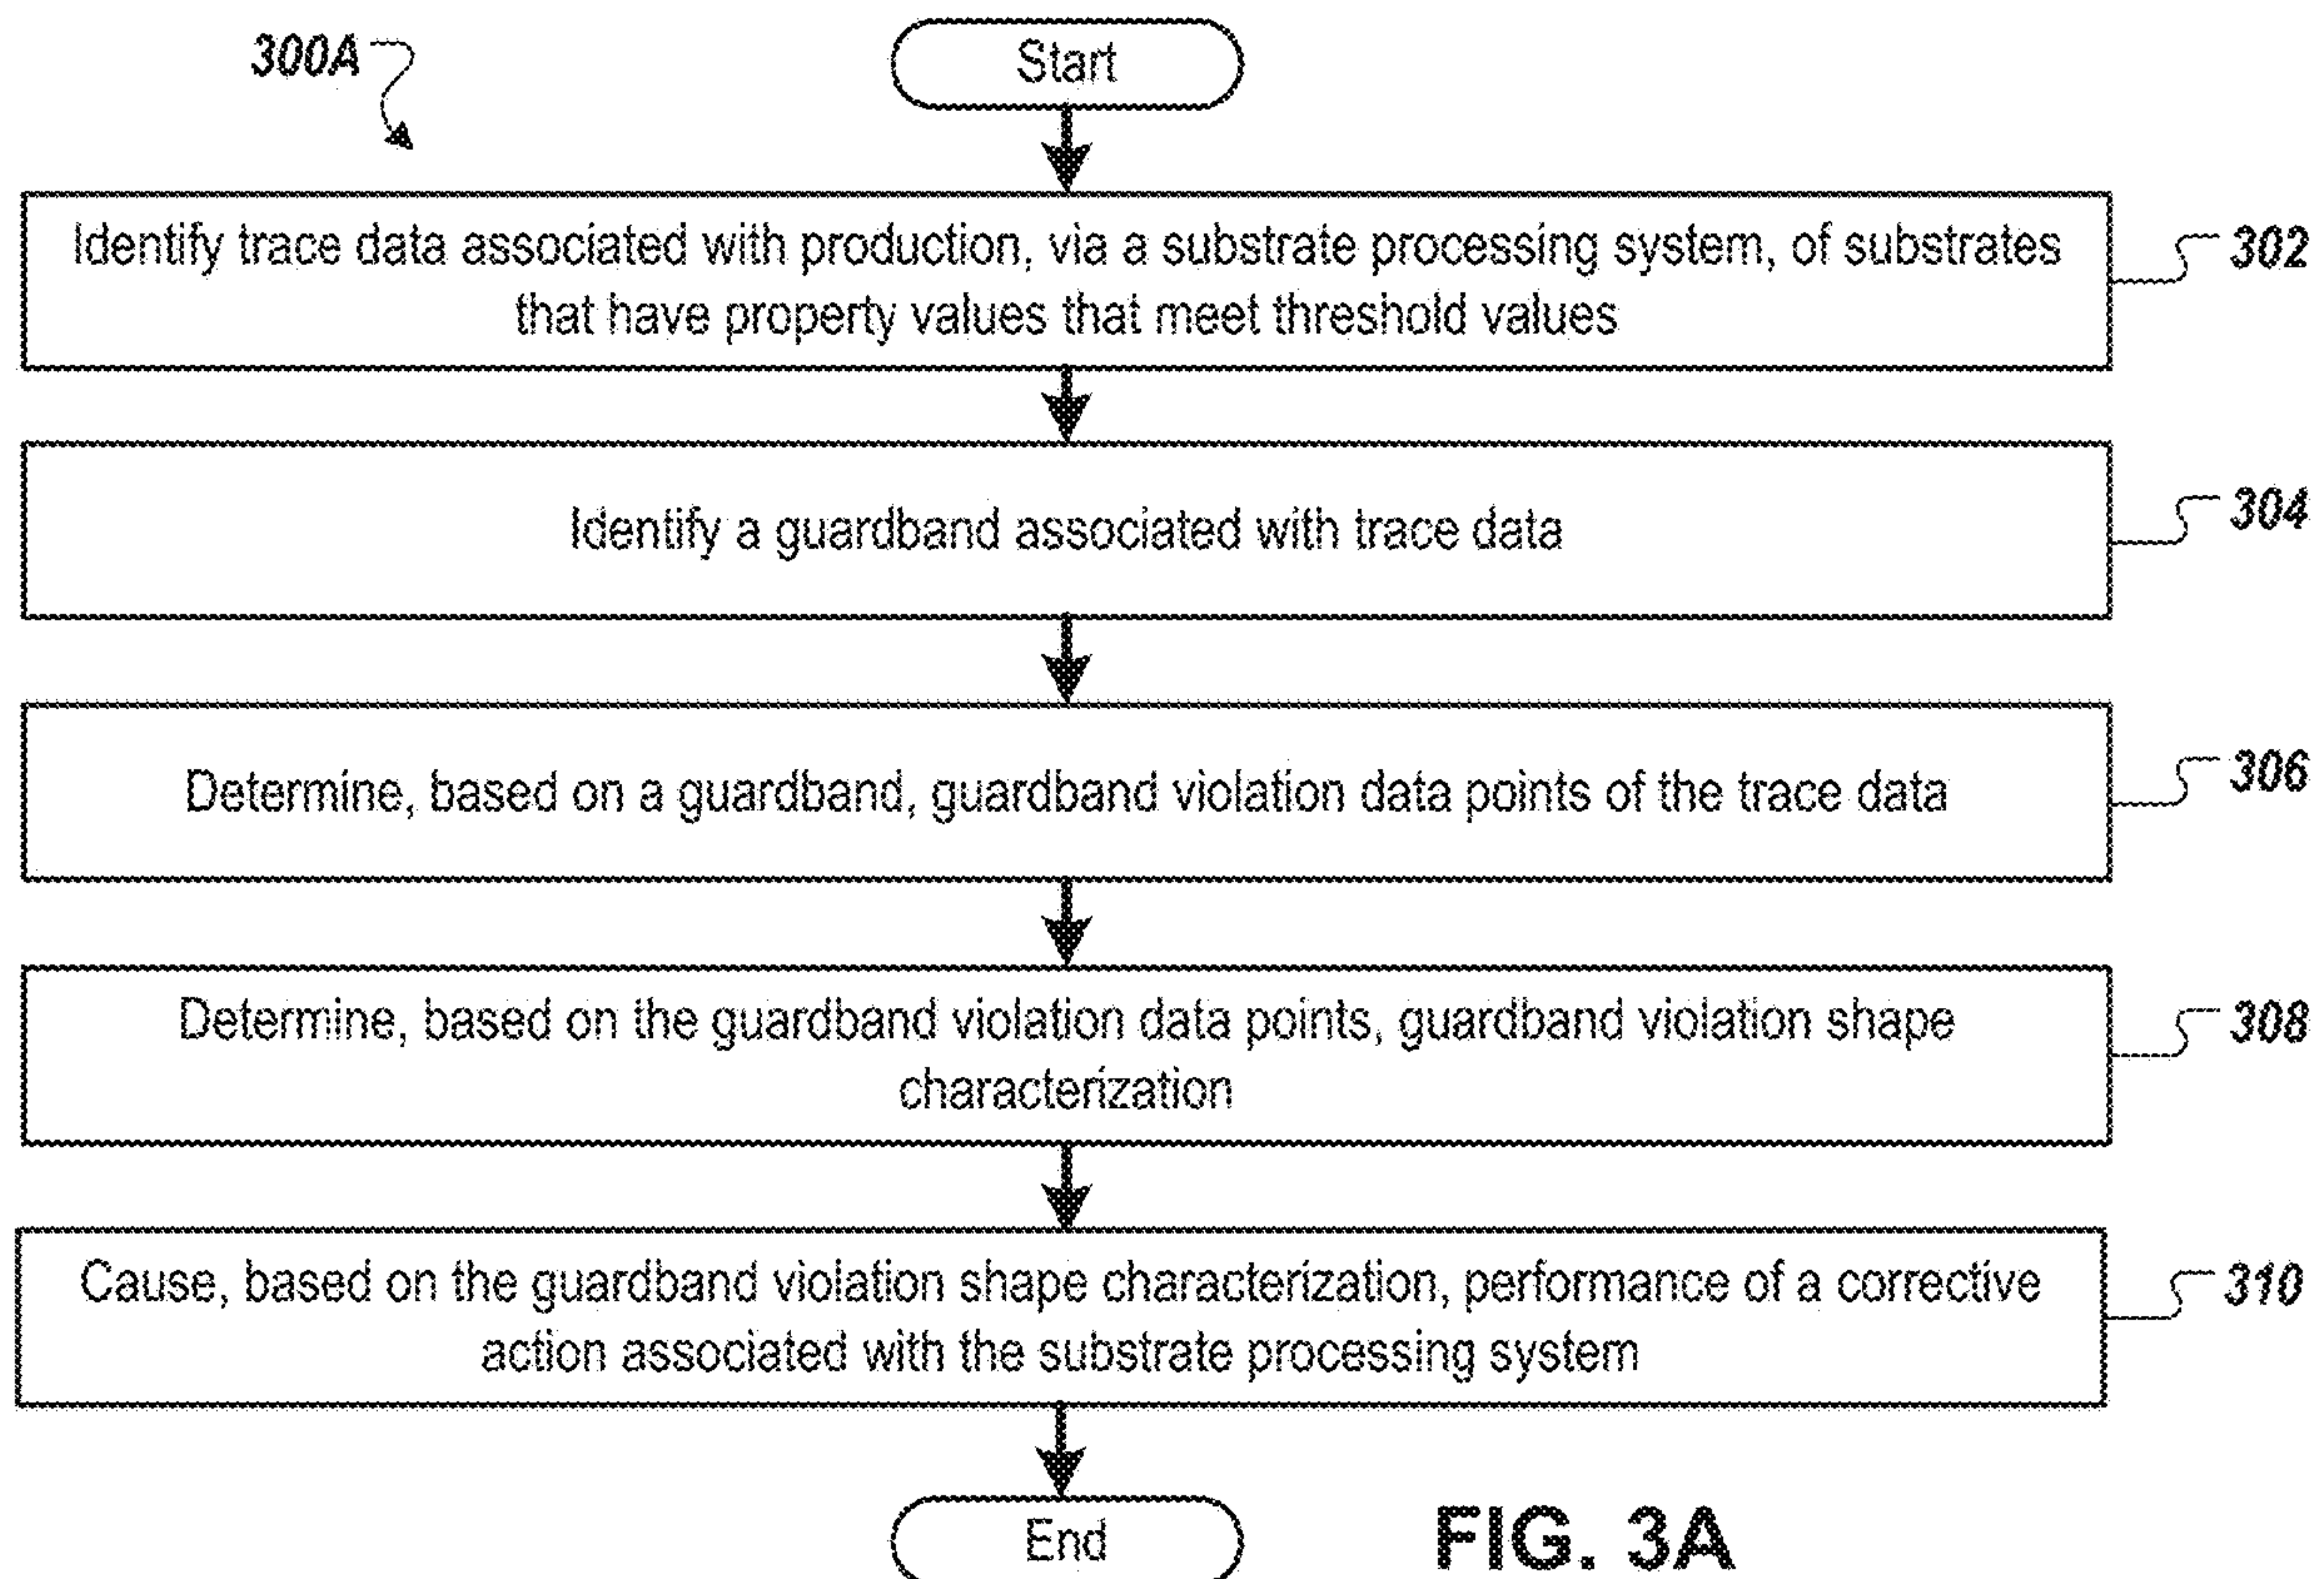 300A
Start
Identify trace data associated with production, via a substrate processing system, of substrates
that have property values that meet threshold values
302
Identify a guardband associated with trace data
304
Determine, based on a guardband, guardband violation data points of the trace data
306
Determine, based on the guardband violation data points, guardband violation shape
characterization
308
Cause, based on the guardband violation shape characterization, performance of a corrective
action associated with the substrate processing system
310
End
FIG. 3A